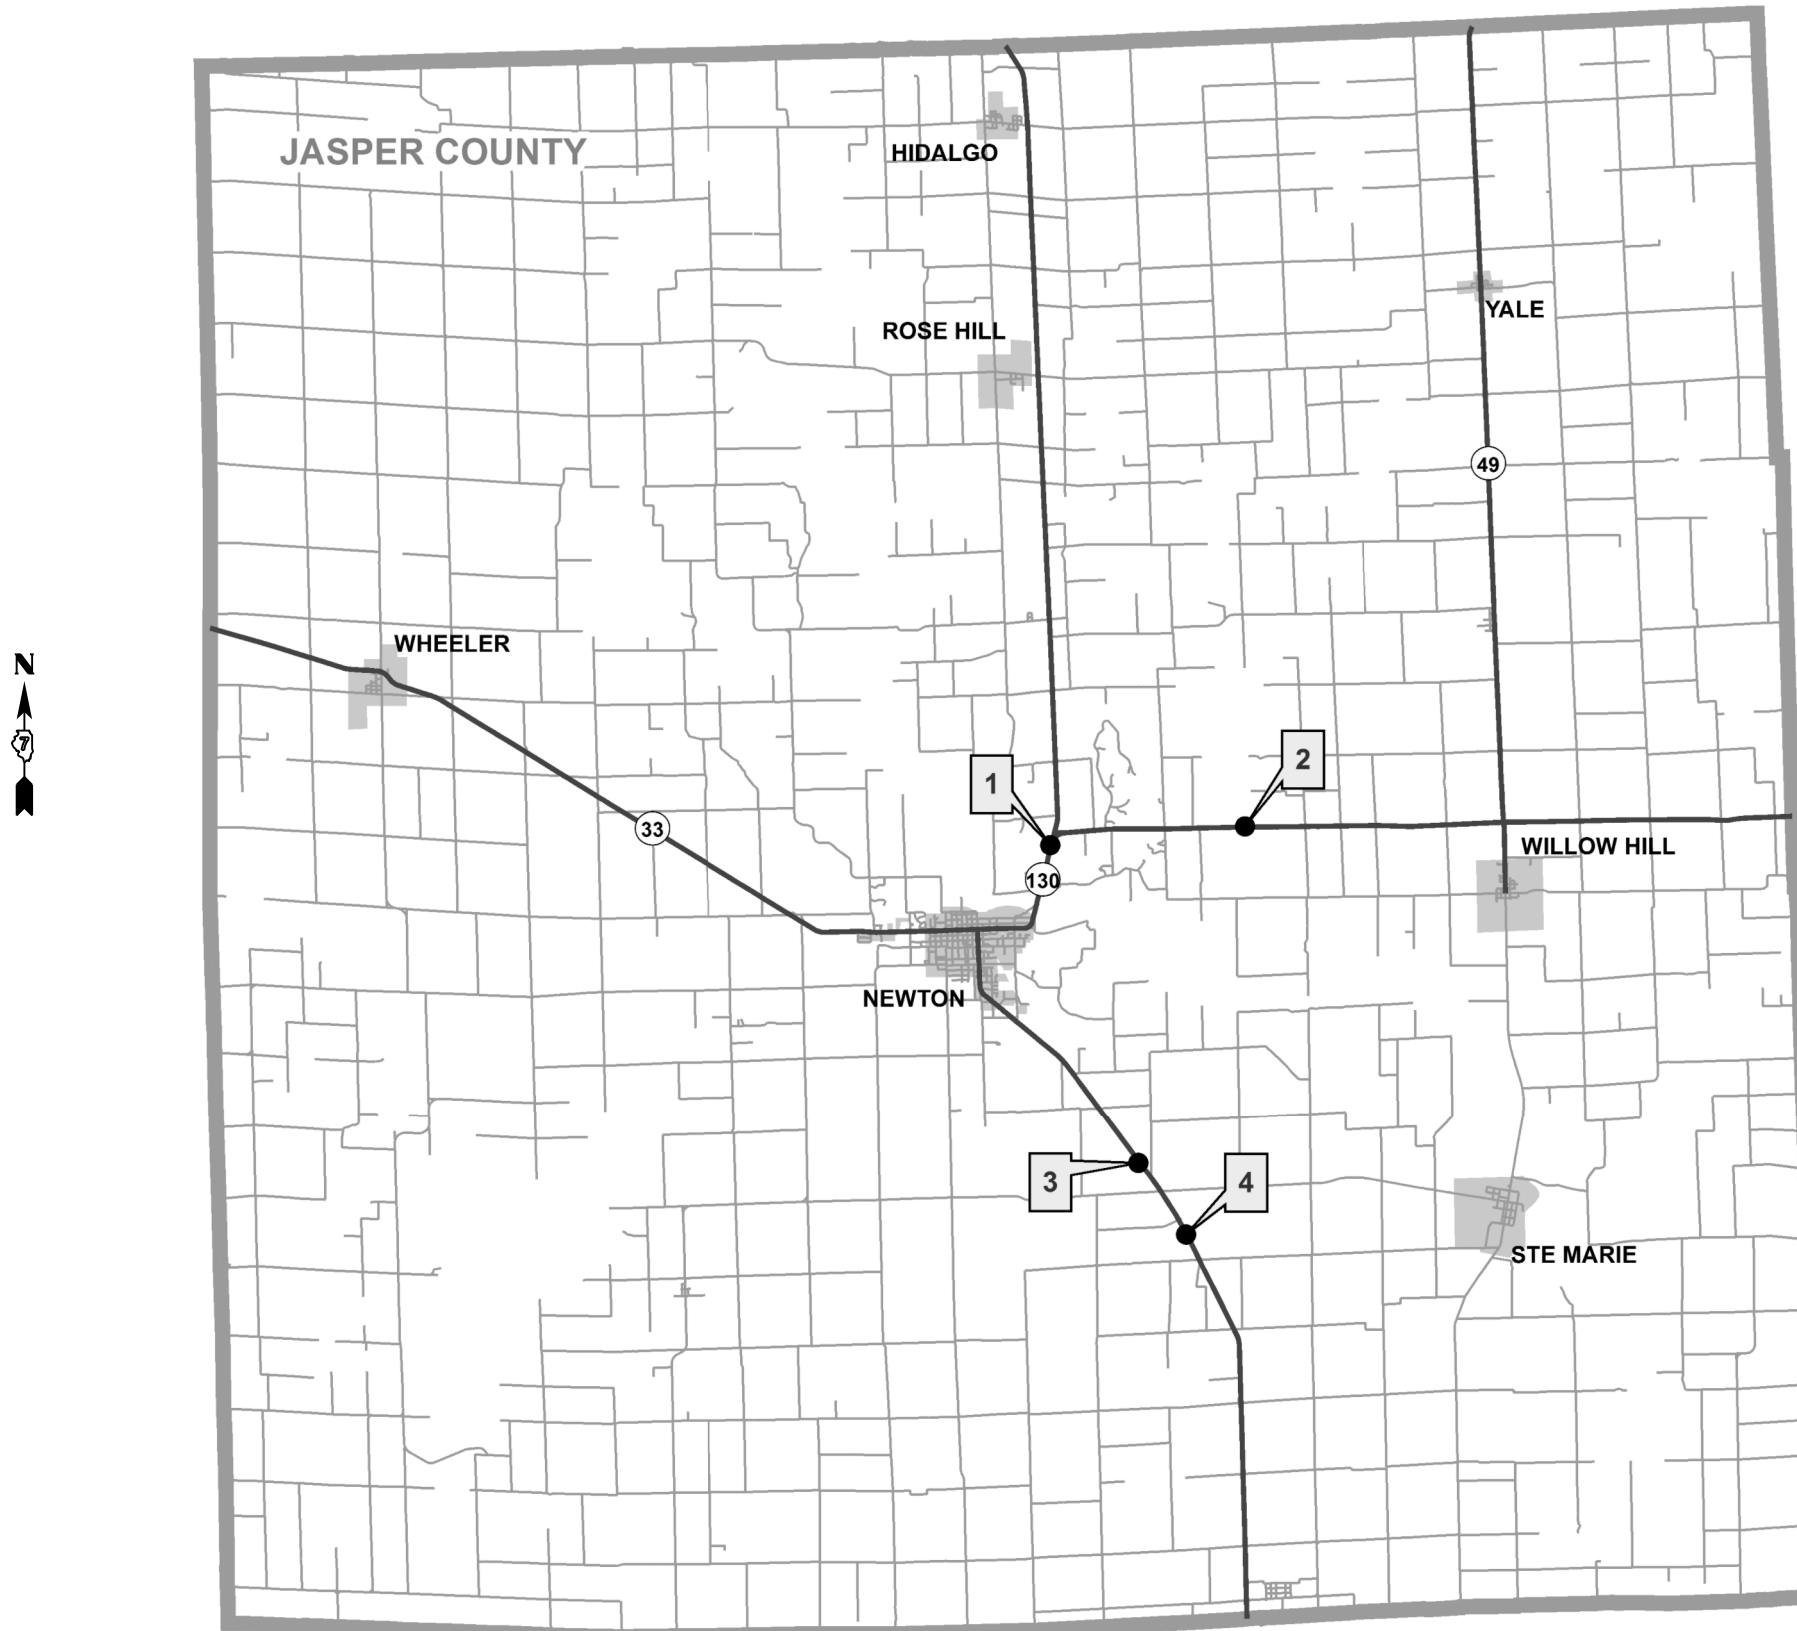 JASPER COUNTY
HIDALGO
YALE
ROSE HILL
49
WHEELER
N
7
1
2
33
WILLOW HILL
130
NEWTON
3
4
STE MARIE